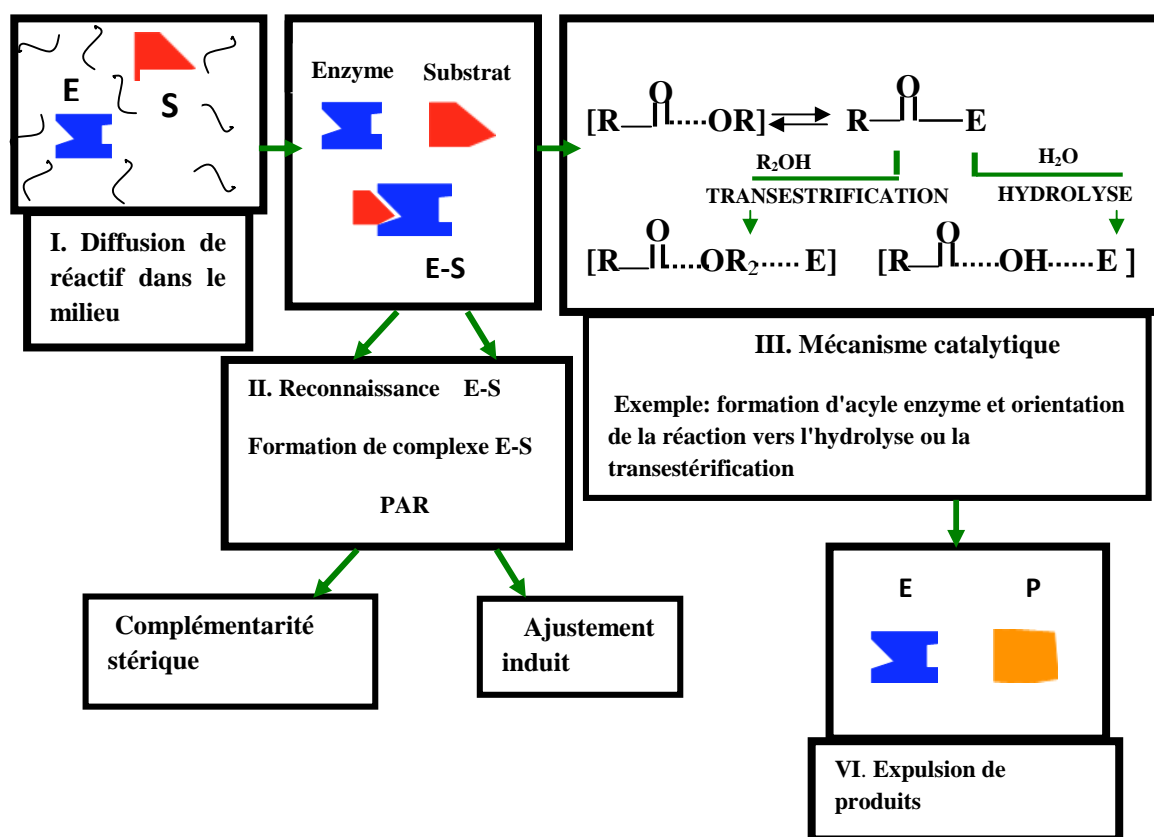 E
S
I. Diffusion de
réactif dans le
milieu
Enzyme Substrat
E-S
II. Reconnaissance E-S
Formation de complexe E-S
PAR
Complémentarité
stérique
Ajustement
induit
O O
[R—......OR] R——E
R₂OH H₂O
TRANSESTRIFICATION HYDROLYSE
O O
[R—......OR₂......E] [R—......OH......E ]
III. Mécanisme catalytique
Exemple: formation d'acyle enzyme et orientation
de la réaction vers l'hydrolyse ou la
transestérification
E P
VI. Expulsion de
produits